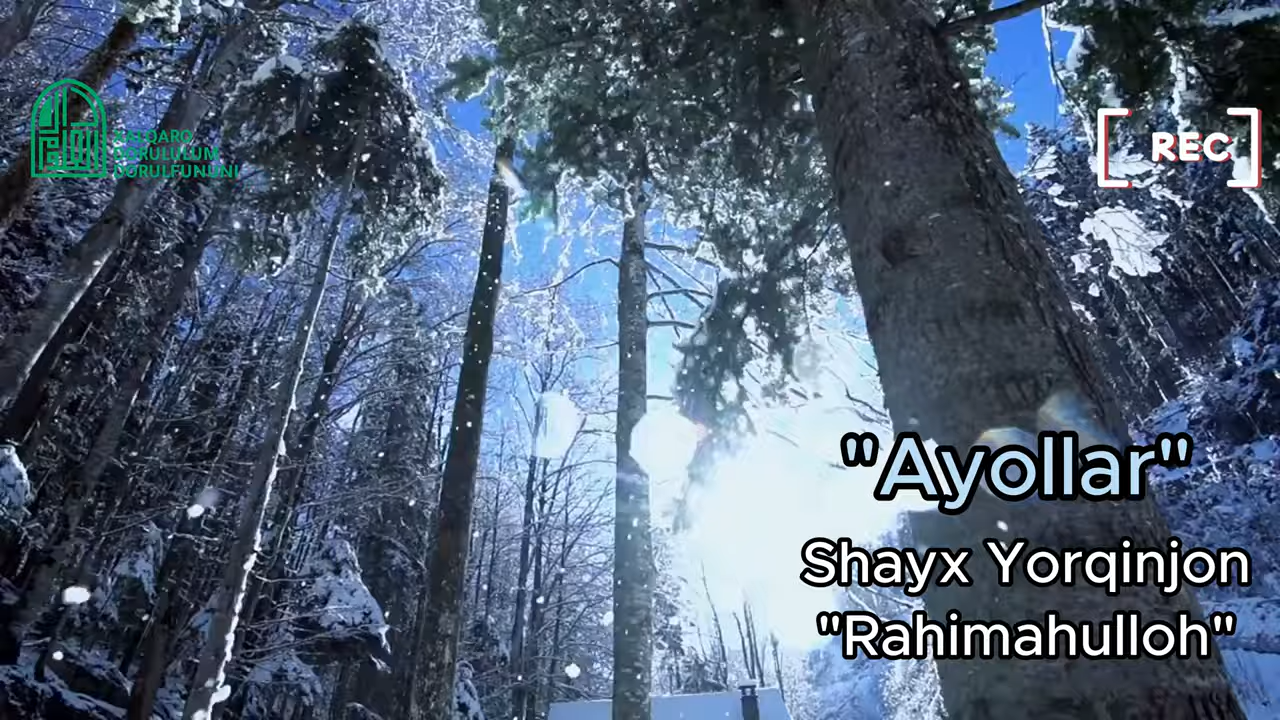 XALQARO
DORULULUM
DORULFUNUNI
REC
"Ayollar"
Shayx Yorqinjon
"Rahimahulloh"